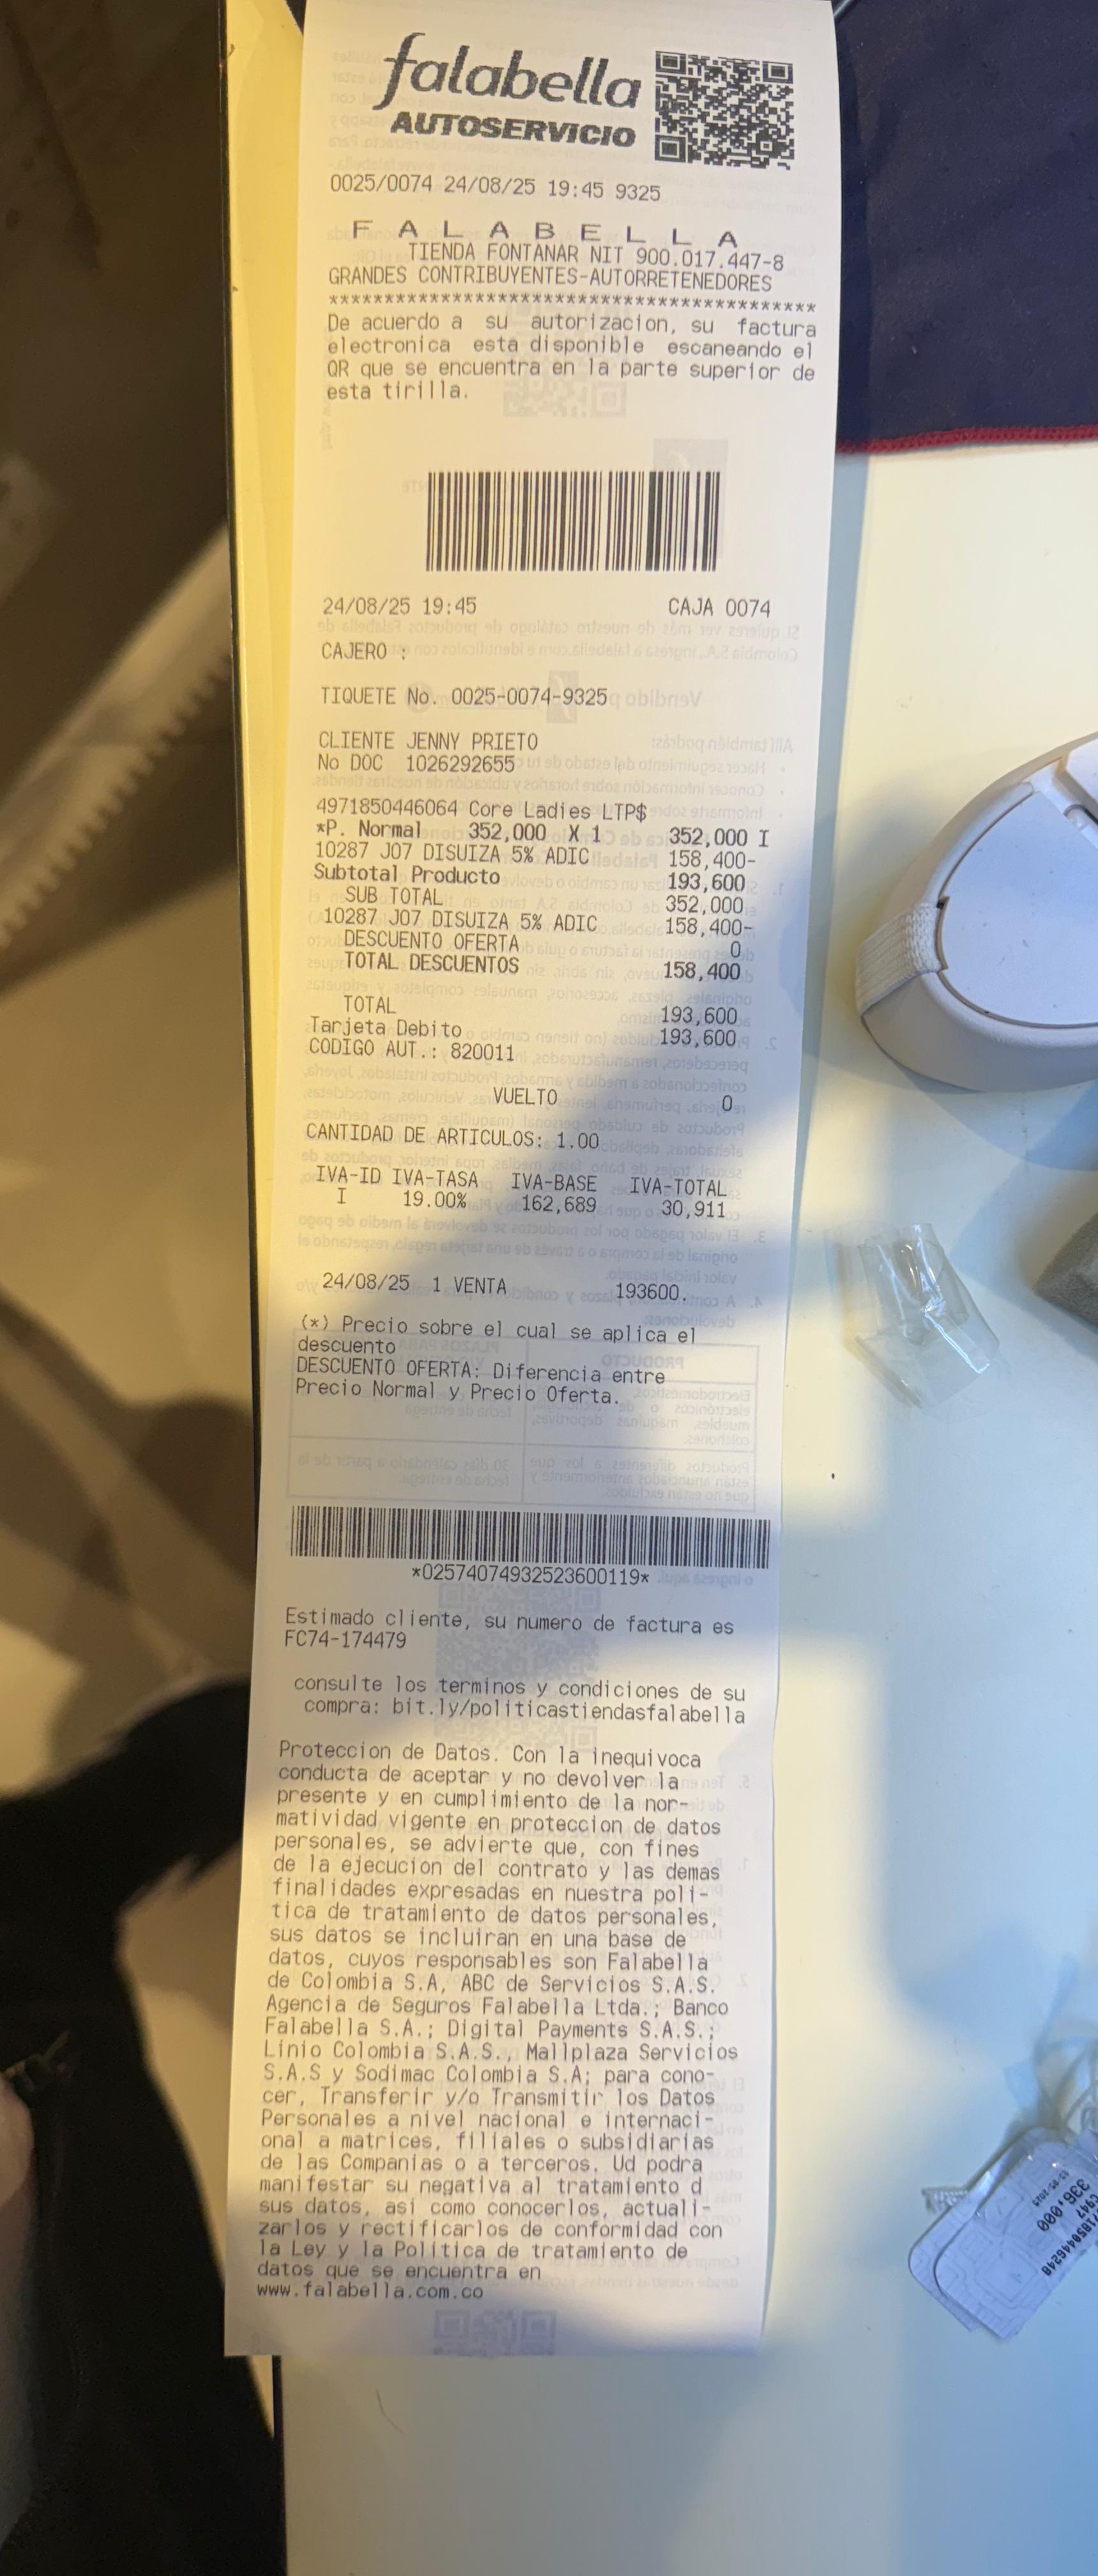 falabella
AUTOSERVICIO
0025/0074 24/08/25 19:45 9325
F A L A B E L L A
TIENDA FONTANAR NIT 900.017.447-8
GRANDES CONTRIBUYENTES-AUTORRETENEDORES
*******************************************
De acuerdo a su autorizacion, su factura
electronica esta disponible escaneando el
QR que se encuentra en la parte superior de
esta tirilla.
24/08/25 19:45 CAJA 0074
CAJERO :
TIQUETE No. 0025-0074-9325
CLIENTE JENNY PRIETO
No DOC 1026292655
4971850446064 Core Ladies LTP$
*P. Normal 352,000 X 1 352,000 I
10287 J07 DISUIZA 5% ADIC 158,400-
Subtotal Producto 193,600
SUB TOTAL 352,000
10287 J07 DISUIZA 5% ADIC 158,400-
DESCUENTO OFERTA 0
TOTAL DESCUENTOS 158,400
TOTAL 193,600
Tarjeta Debito 193,600
CODIGO AUT.: 820011
VUELTO 0
CANTIDAD DE ARTICULOS: 1.00
IVA-ID IVA-TASA IVA-BASE IVA-TOTAL
I 19.00% 162,689 30,911
24/08/25 1 VENTA 193600.
(*) Precio sobre el cual se aplica el
descuento
DESCUENTO OFERTA: Diferencia entre
Precio Normal y Precio Oferta.
*02574074932523600119*
Estimado cliente, su numero de factura es
FC74-174479
consulte los terminos y condiciones de su
compra: bit.ly/politicastiendasfalabella
Proteccion de Datos. Con la inequivoca
conducta de aceptar y no devolver la
presente y en cumplimiento de la nor-
matividad vigente en proteccion de datos
personales, se advierte que, con fines
de la ejecucion del contrato y las demas
finalidades expresadas en nuestra poli-
tica de tratamiento de datos personales,
sus datos se incluiran en una base de
datos, cuyos responsables son Falabella
de Colombia S.A, ABC de Servicios S.A.S.
Agencia de Seguros Falabella Ltda.; Banco
Falabella S.A.; Digital Payments S.A.S.;
Linio Colombia S.A.S., Mallplaza Servicios
S.A.S y Sodimac Colombia S.A; para cono-
cer, Transferir y/o Transmitir los Datos
Personales a nivel nacional e internaci-
onal a matrices, filiales o subsidiarias
de las Companias o a terceros. Ud podra
manifestar su negativa al tratamiento d
sus datos, asi como conocerlos, actuali-
zarlos y rectificarlos de conformidad con
la Ley y la Politica de tratamiento de
datos que se encuentra en
www.falabella.com.co
336,000